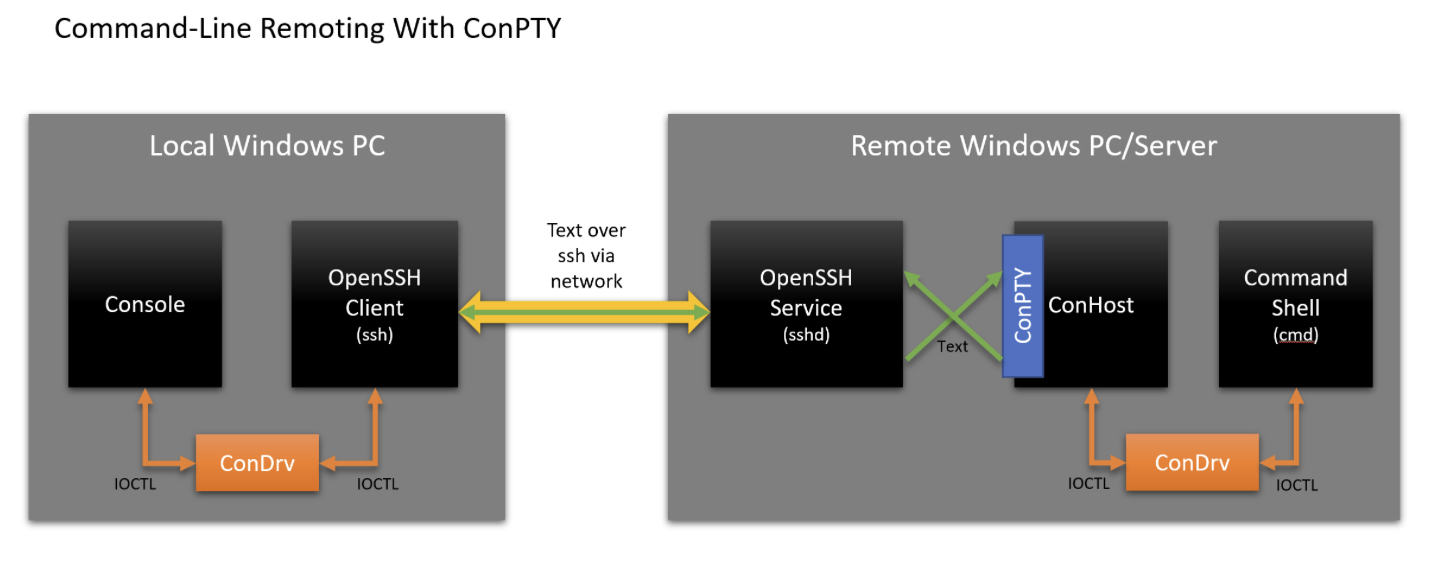 Command-Line Remoting With ConPTY
Local Windows PC
Console
OpenSSH
Client
(ssh)
ConDrv
IOCTL
IOCTL
Text over
ssh via
network
Remote Windows PC/Server
OpenSSH
Service
(sshd)
Text
ConPTY
ConHost
Command
Shell
(cmd)
ConDrv
IOCTL
IOCTL